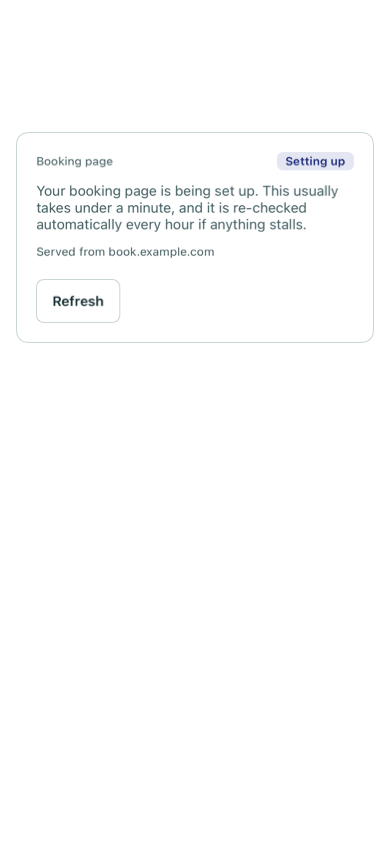 Booking page
Setting up
Your booking page is being set up. This usually
takes under a minute, and it is re-checked
automatically every hour if anything stalls.
Served from book.example.com
Refresh